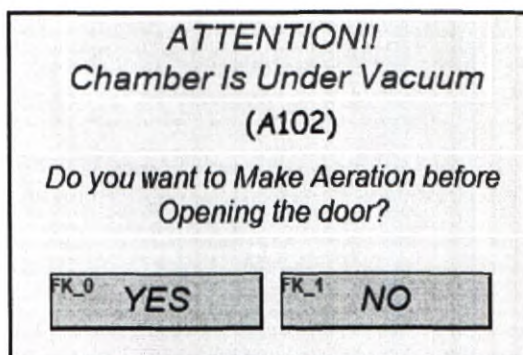 ATTENTION!!
Chamber Is Under Vacuum
(A102)
Do you want to Make Aeration before
Opening the door?
FK_0 YES FK_1 NO